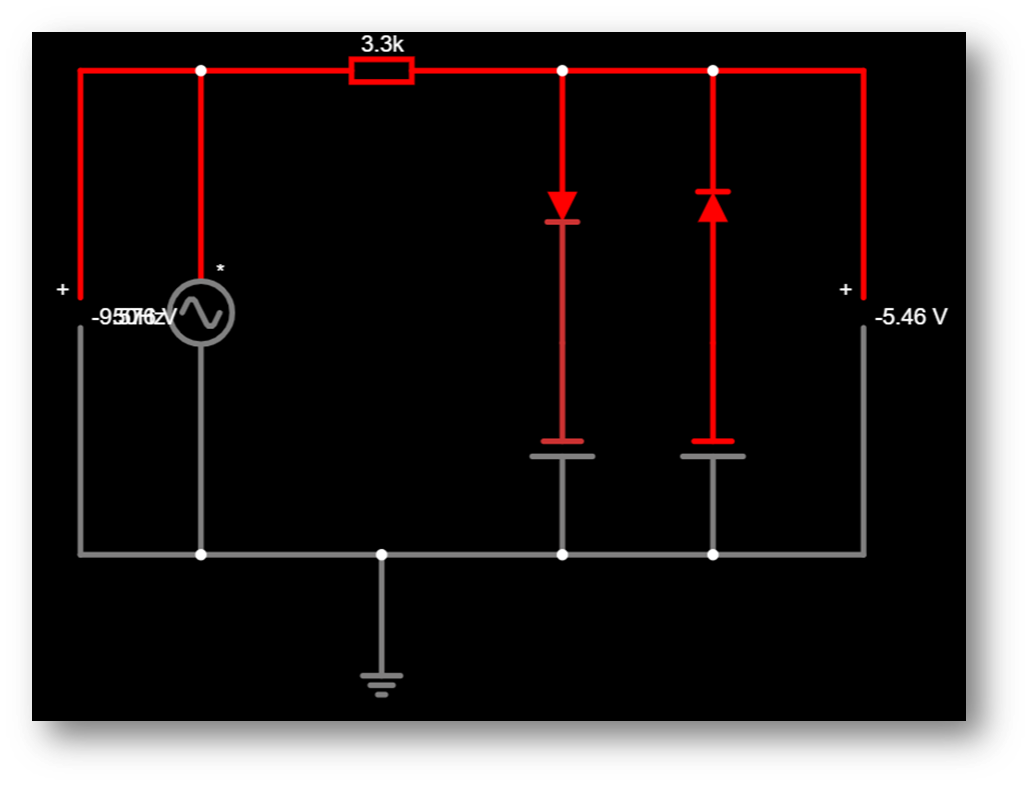 3.3k
*
+
+
-5.46 V